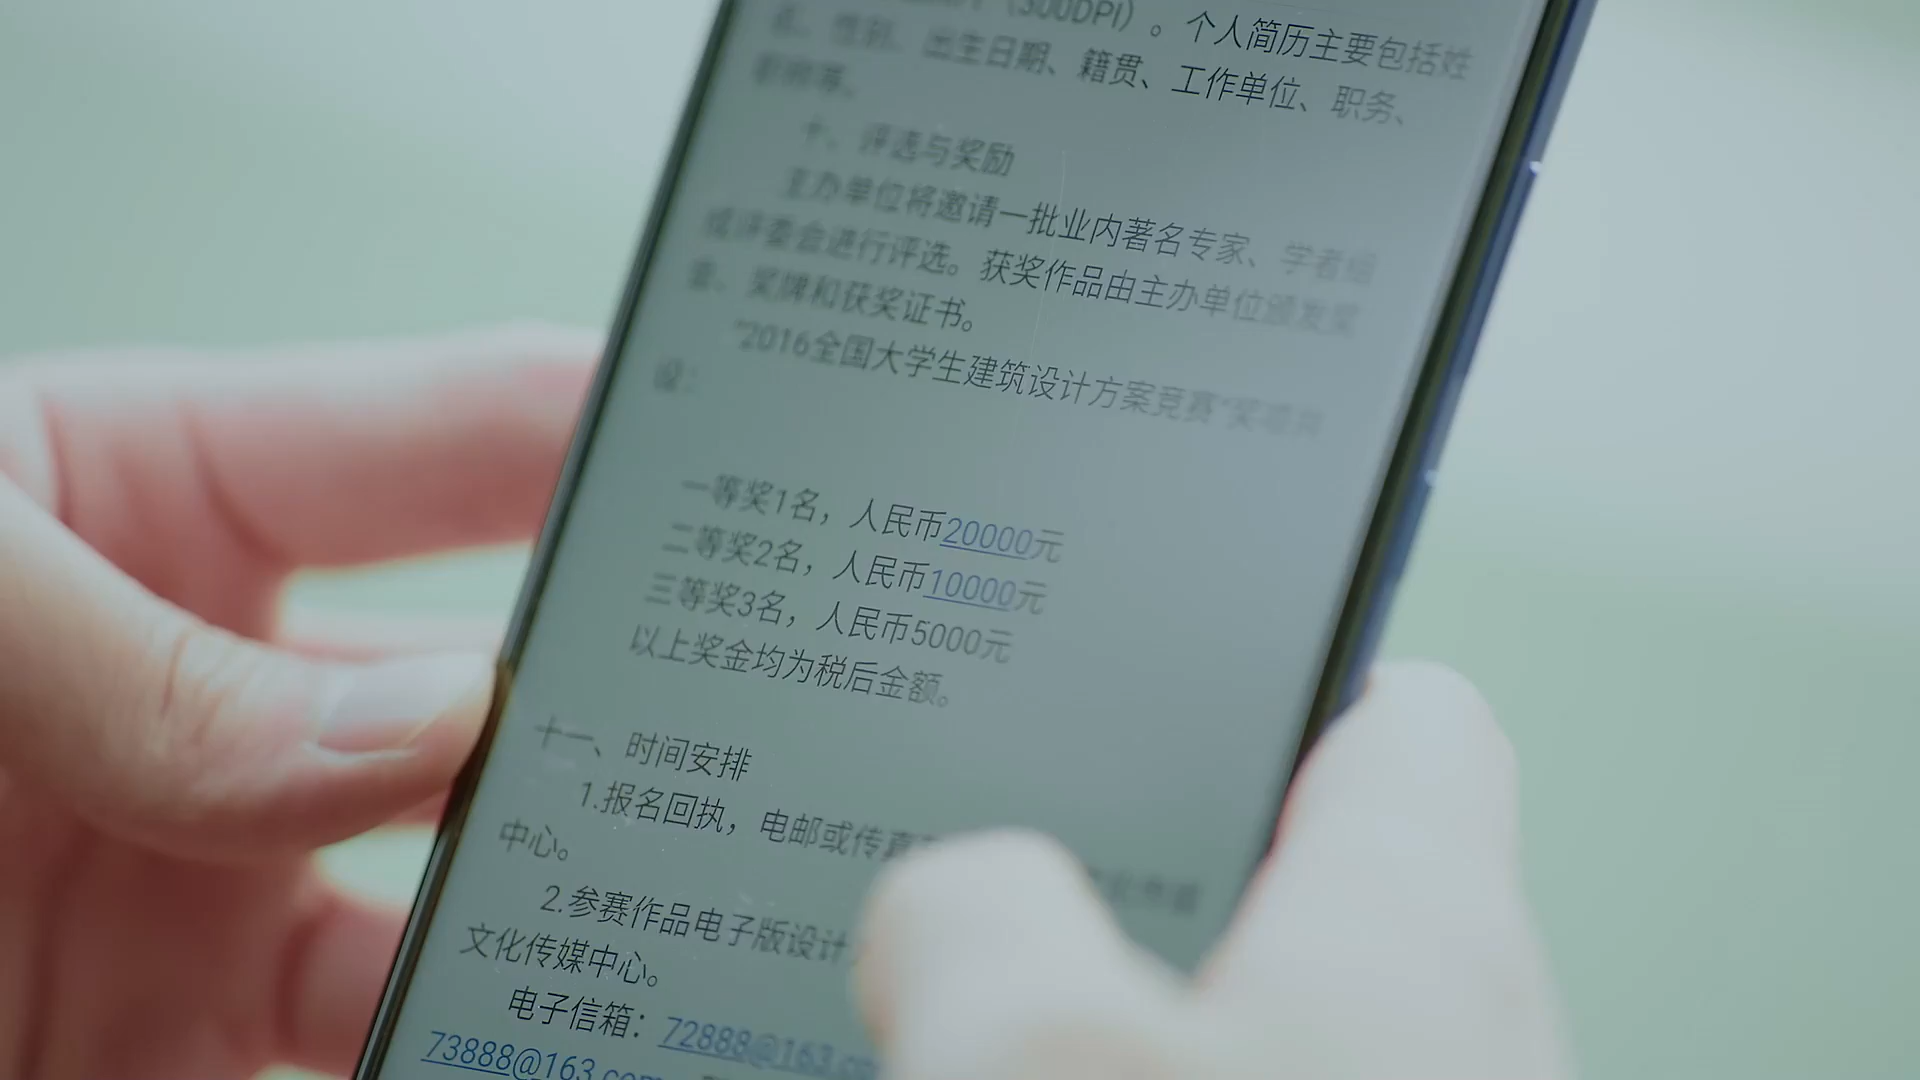 （300DPI）。个人简历主要包括姓
名、性别、出生日期、籍贯、工作单位、职务、
职称等。
十、评选与奖励
主办单位将邀请一批业内著名专家、学者组
成评委会进行评选。获奖作品由主办单位颁发奖
金、奖牌和获奖证书。
"2016全国大学生建筑设计方案竞赛"奖项共
设：
一等奖1名，人民币20000元
二等奖2名，人民币10000元
三等奖3名，人民币5000元
以上奖金均为税后金额。
十一、时间安排
1.报名回执，电邮或传真
中心。
2.参赛作品电子版设计
文化传媒中心。
电子信箱：72888@163.co
73888@163.com